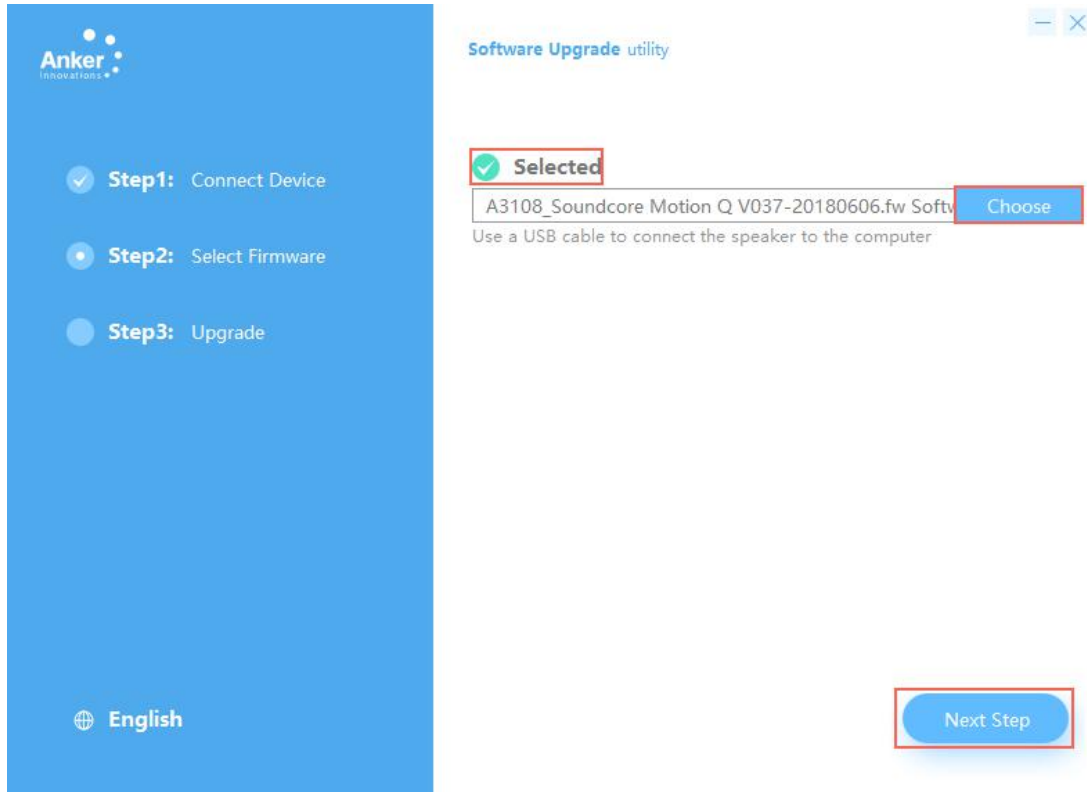 Anker
Innovations
Software Upgrade utility
Step1: Connect Device
Step2: Select Firmware
Step3: Upgrade
Selected
A3108_Soundcore Motion Q V037-20180606.fw Softw
Choose
Use a USB cable to connect the speaker to the computer
English
Next Step